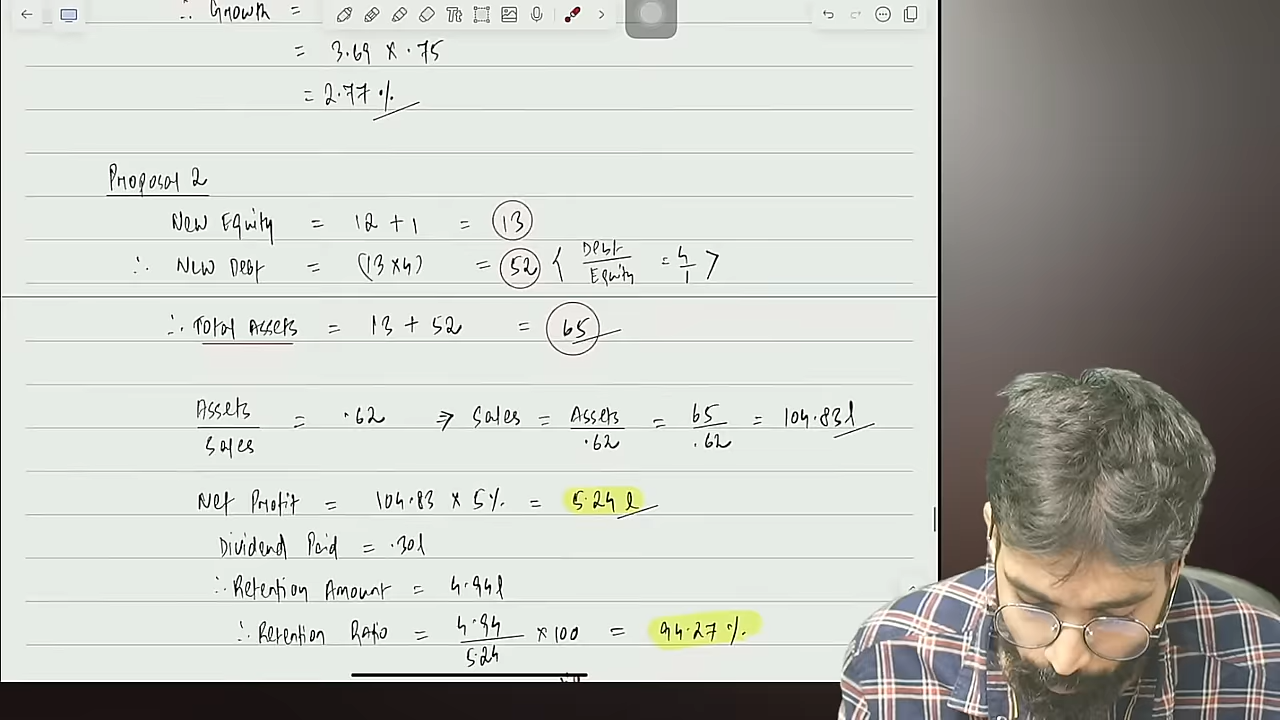 ∴ Growth =
= 3.69 × .75
= 2.77 %
Proposal 2
New Equity = 12 + 1 = 13
∴ New Debt = (13 × 4) = 52 < Debt/Equity = 4/1 >
∴ Total Assets = 13 + 52 = 65
Assets/Sales = .62 ⇒ Sales = Assets/.62 = 65/.62 = 104.83 l
Net Profit = 104.83 × 5% = 5.24 l
Dividend Paid = .30 l
∴ Retention Amount = 4.94 l
∴ Retention Ratio = 4.94/5.24 × 100 = 94.27 %